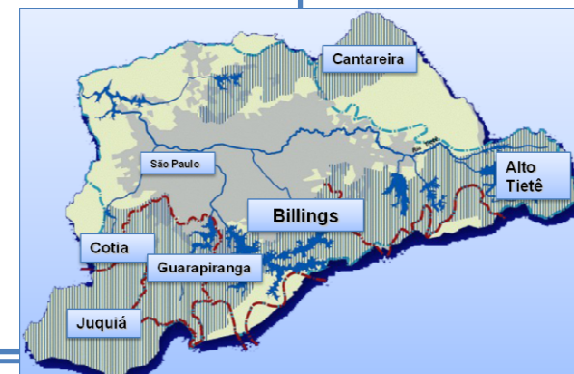 Cantareira
São Paulo
Alto
Tietê
Billings
Cotia
Guarapiranga
Juquiá